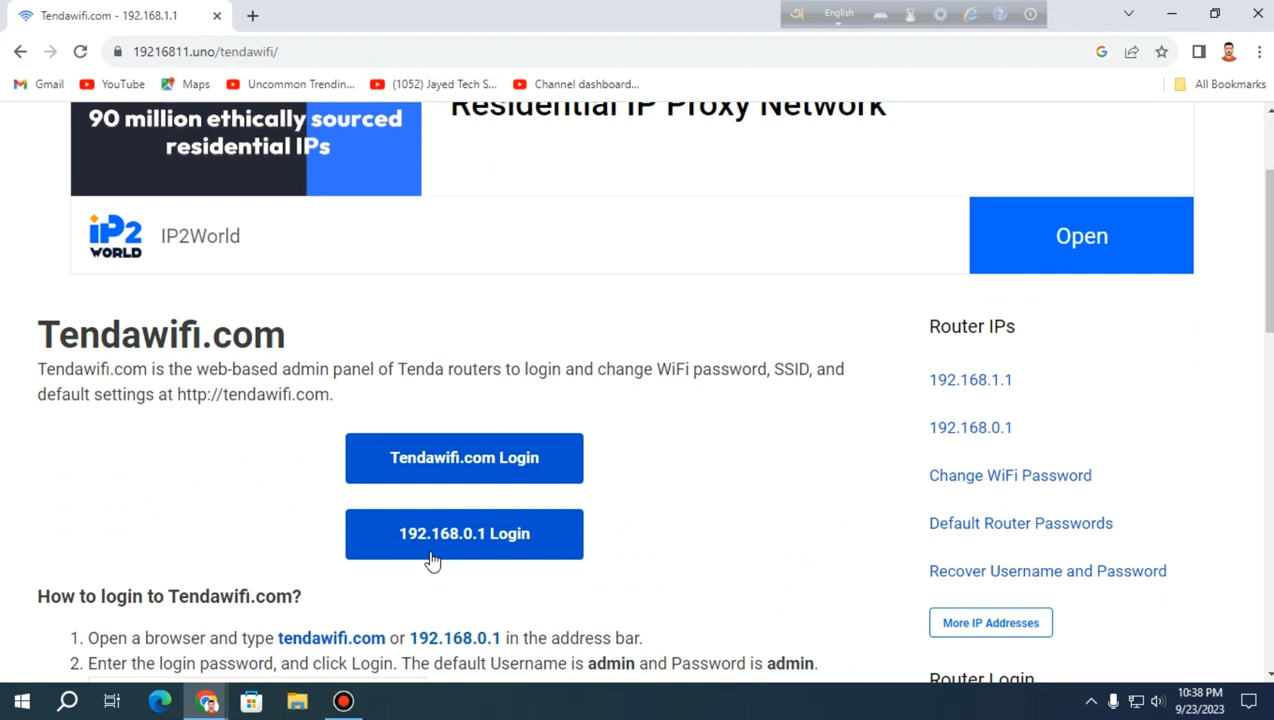 Tendawifi.com - 192.168.1.1
English
19216811.uno/tendawifi/
Gmail
YouTube
Maps
Uncommon Trendin...
(1052) Jayed Tech S...
Channel dashboard...
All Bookmarks
90 million ethically sourced
residential IPs
Residential IP Proxy Network
iP2
WORLD
IP2World
Open
Tendawifi.com
Tendawifi.com is the web-based admin panel of Tenda routers to login and change WiFi password, SSID, and
default settings at http://tendawifi.com.
Tendawifi.com Login
192.168.0.1 Login
How to login to Tendawifi.com?
1. Open a browser and type tendawifi.com or 192.168.0.1 in the address bar.
2. Enter the login password, and click Login. The default Username is admin and Password is admin.
Router IPs
192.168.1.1
192.168.0.1
Change WiFi Password
Default Router Passwords
Recover Username and Password
More IP Addresses
Router Login
10:38 PM
9/23/2023